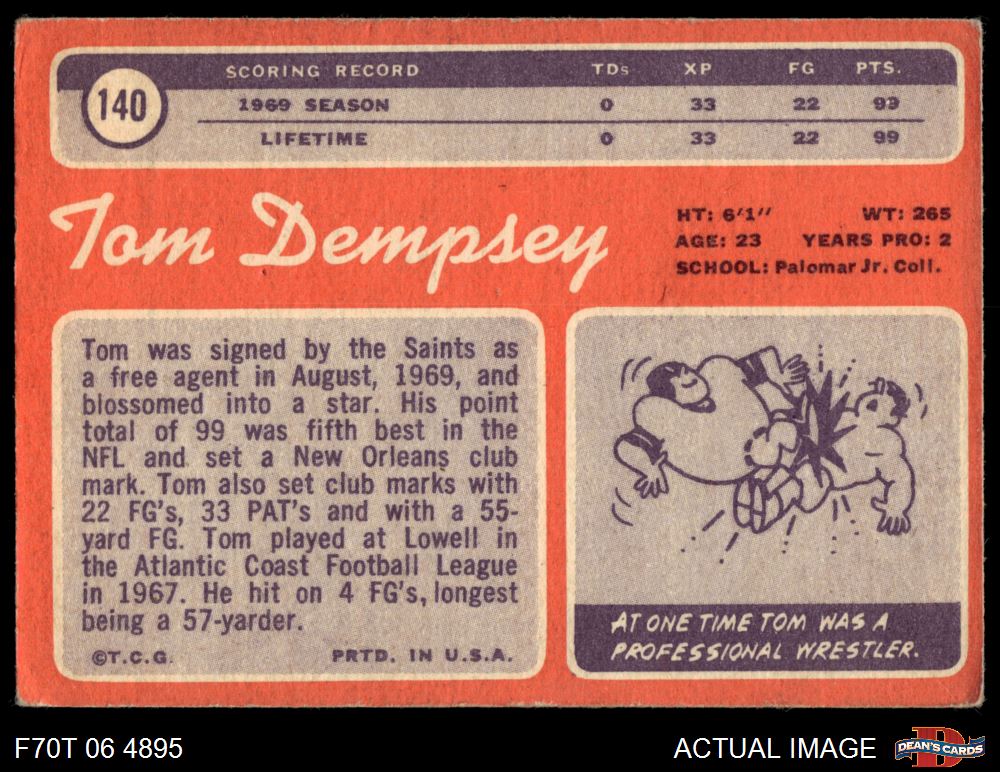 140
SCORING RECORD TDs XP FG PTS.
1969 SEASON 0 33 22 99
LIFETIME 0 33 22 99
Tom Dempsey
HT: 6'1" WT: 265
AGE: 23 YEARS PRO: 2
SCHOOL: Palomar Jr. Coll.
Tom was signed by the Saints as
a free agent in August, 1969, and
blossomed into a star. His point
total of 99 was fifth best in the
NFL and set a New Orleans club
mark. Tom also set club marks with
22 FG's, 33 PAT's and with a 55-
yard FG. Tom played at Lowell in
the Atlantic Coast Football League
in 1967. He hit on 4 FG's, longest
being a 57-yarder.
©T.C.G. PRTD. IN U.S.A.
AT ONE TIME TOM WAS A
PROFESSIONAL WRESTLER.
F70T 06 4895
ACTUAL IMAGE
D
DEAN'S CARDS